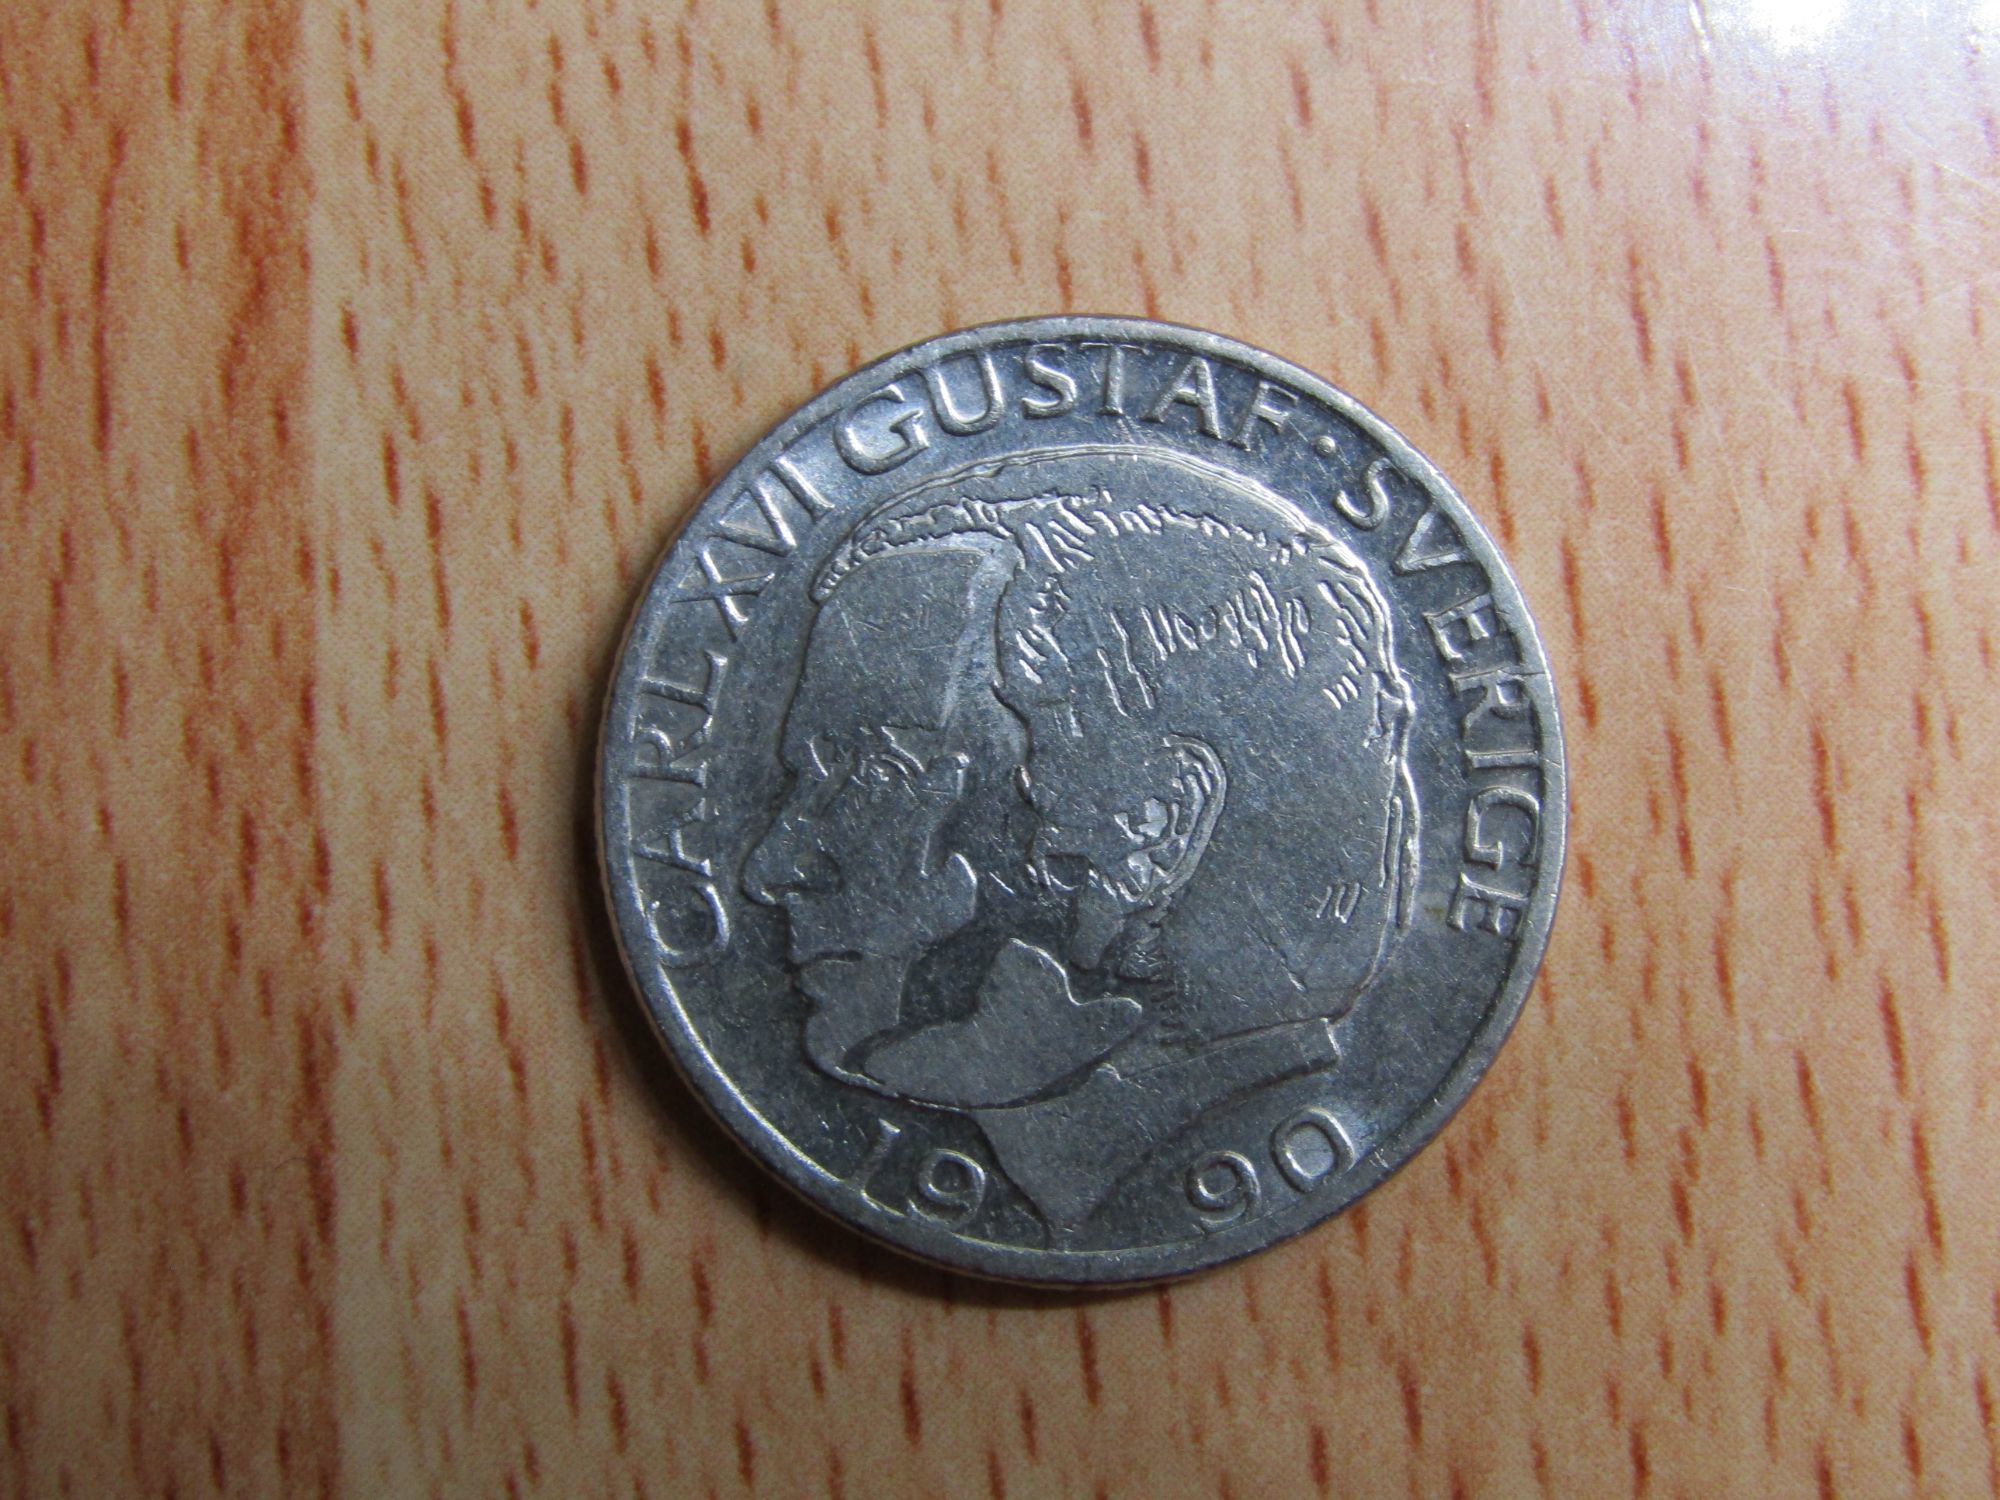 CARL XVI GUSTAF · SVERIGE
1990